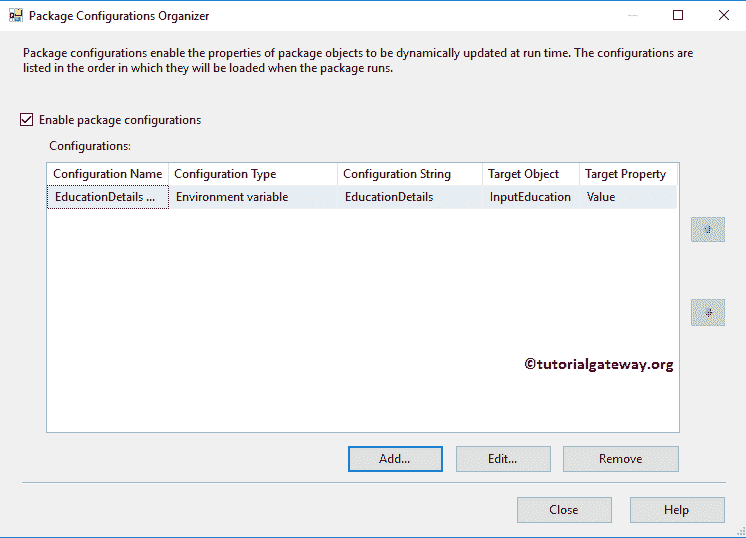 Package Configurations Organizer
Package configurations enable the properties of package objects to be dynamically updated at run time. The configurations are
listed in the order in which they will be loaded when the package runs.
Enable package configurations
Configurations:
Configuration Name Configuration Type Configuration String Target Object Target Property
EducationDetails ... Environment variable EducationDetails InputEducation Value
©tutorialgateway.org
Add... Edit... Remove
Close Help